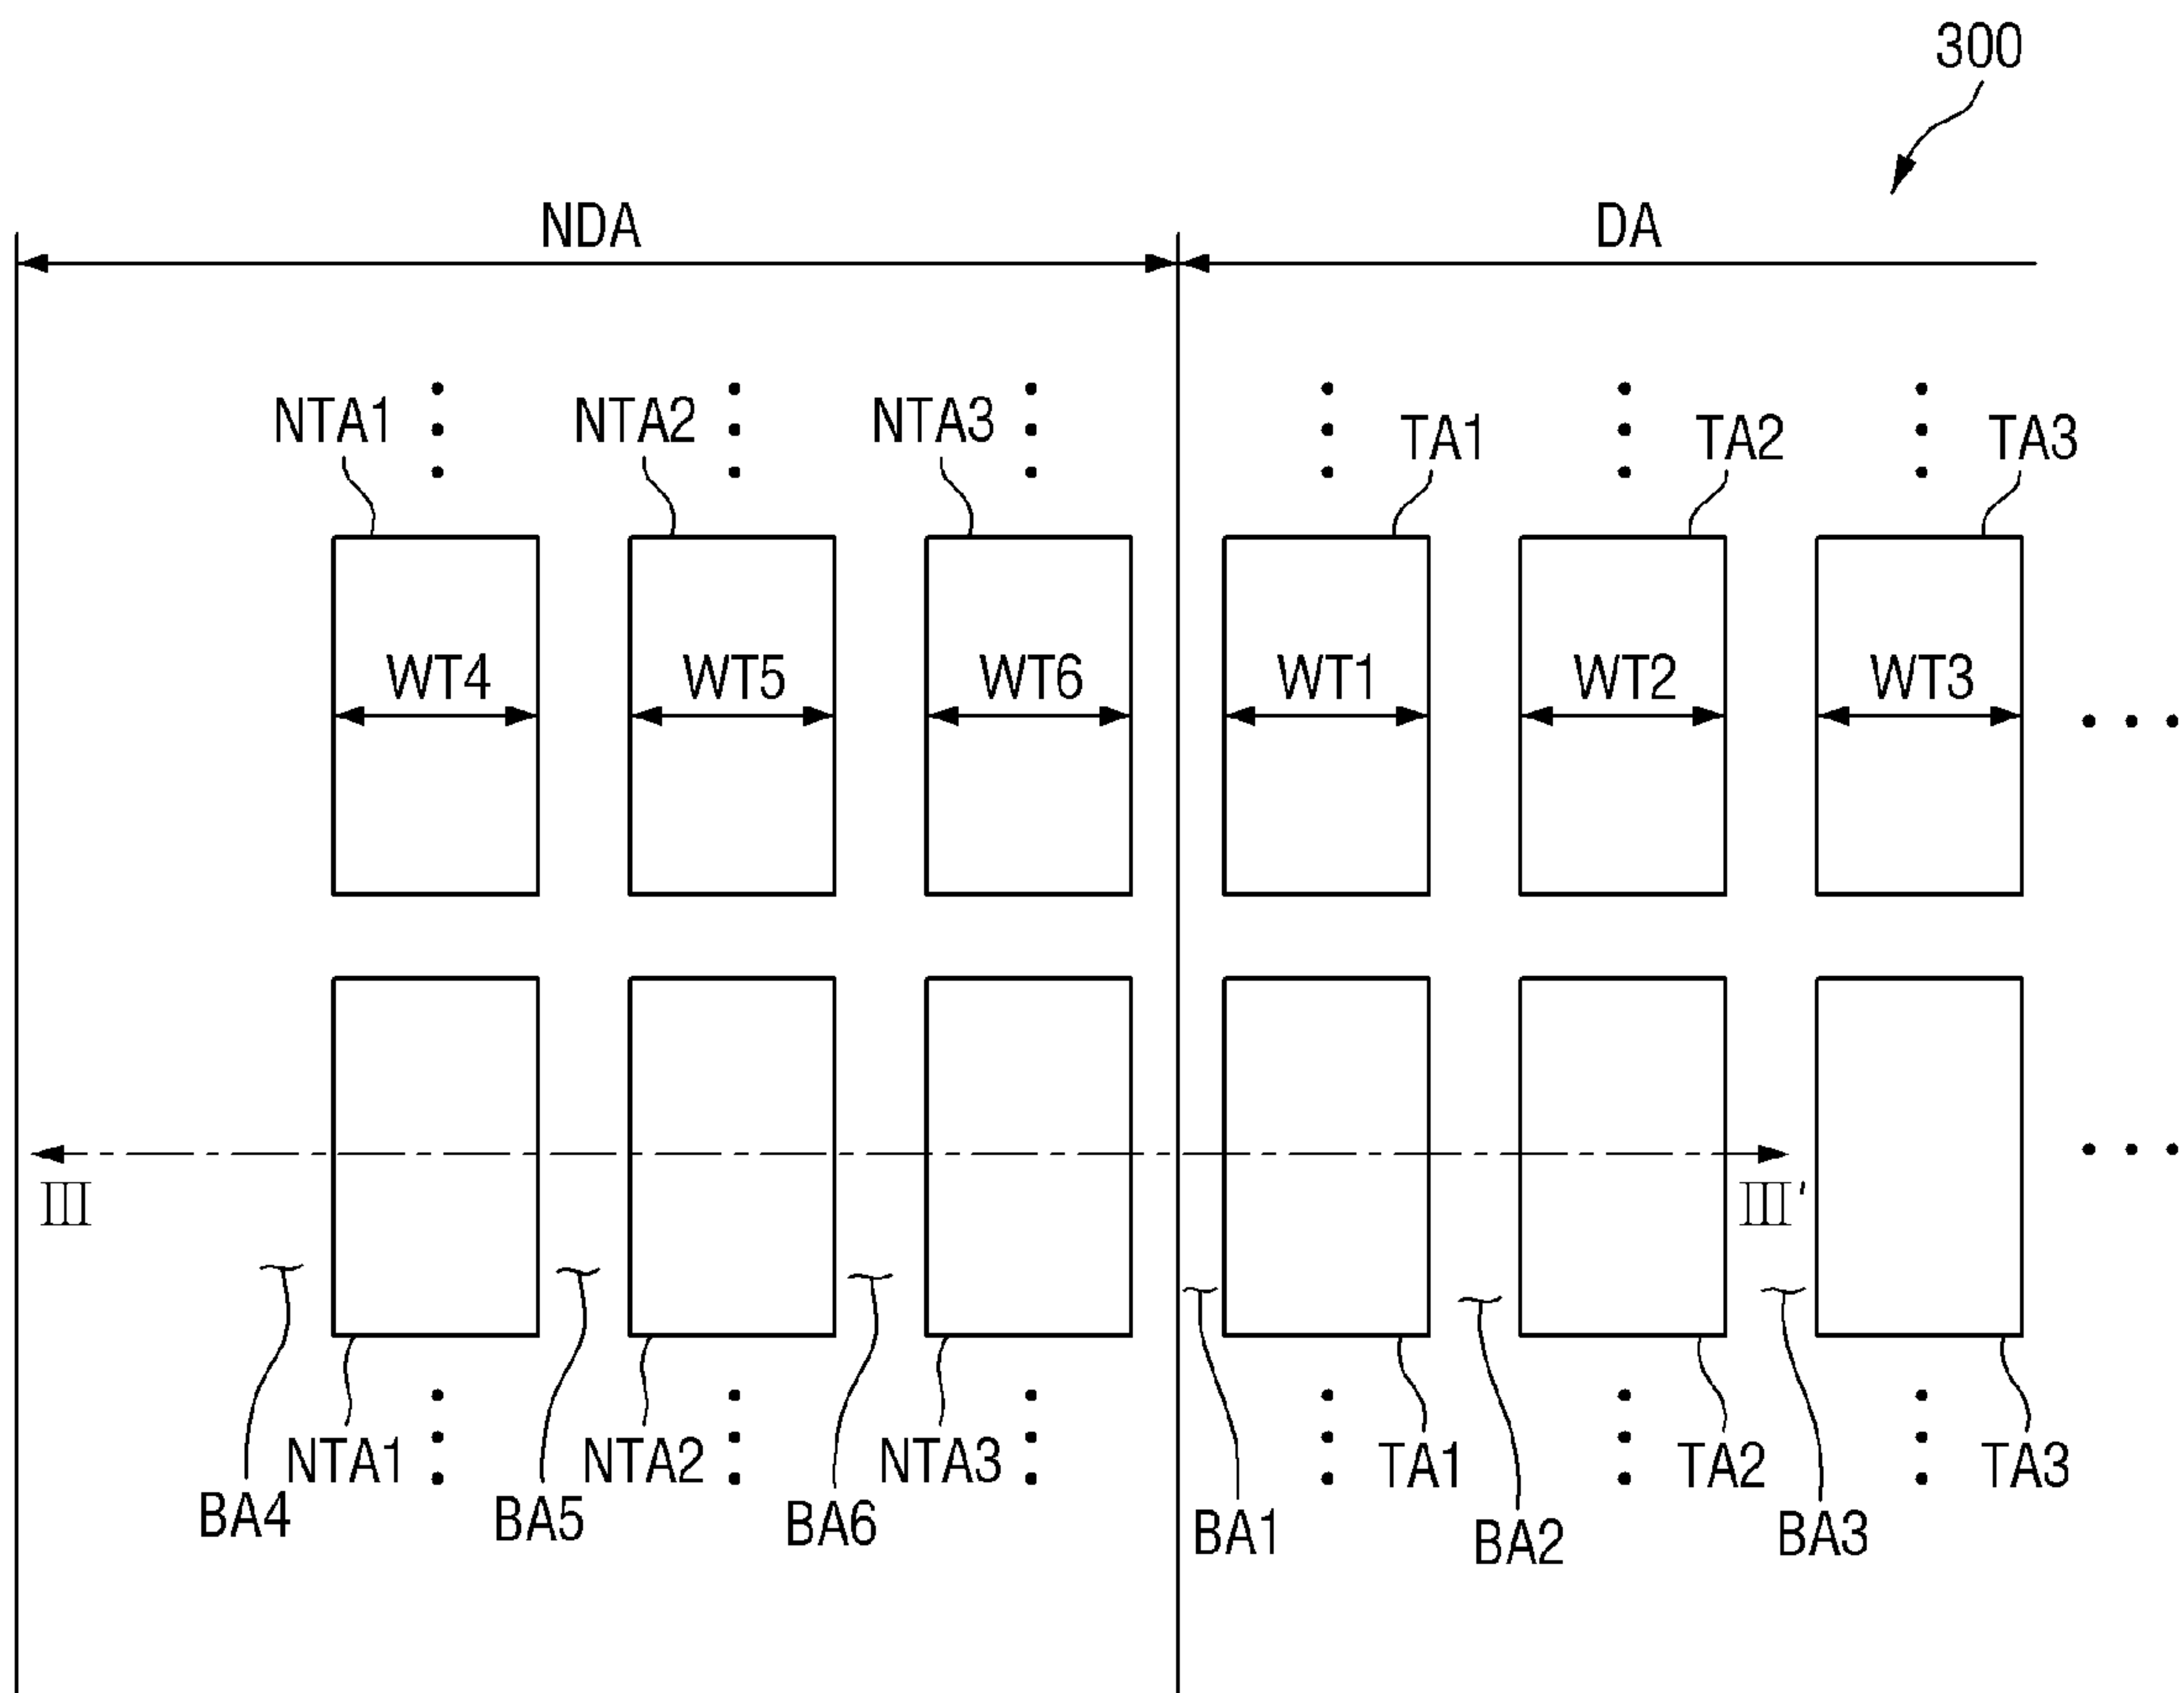 300
NDA DA
NTA1 NTA2 NTA3 TA1 TA2 TA3
WT4 WT5 WT6 WT1 WT2 WT3
III III'
NTA1 NTA2 NTA3 TA1 TA2 TA3
BA4 BA5 BA6 BA1 BA2 BA3